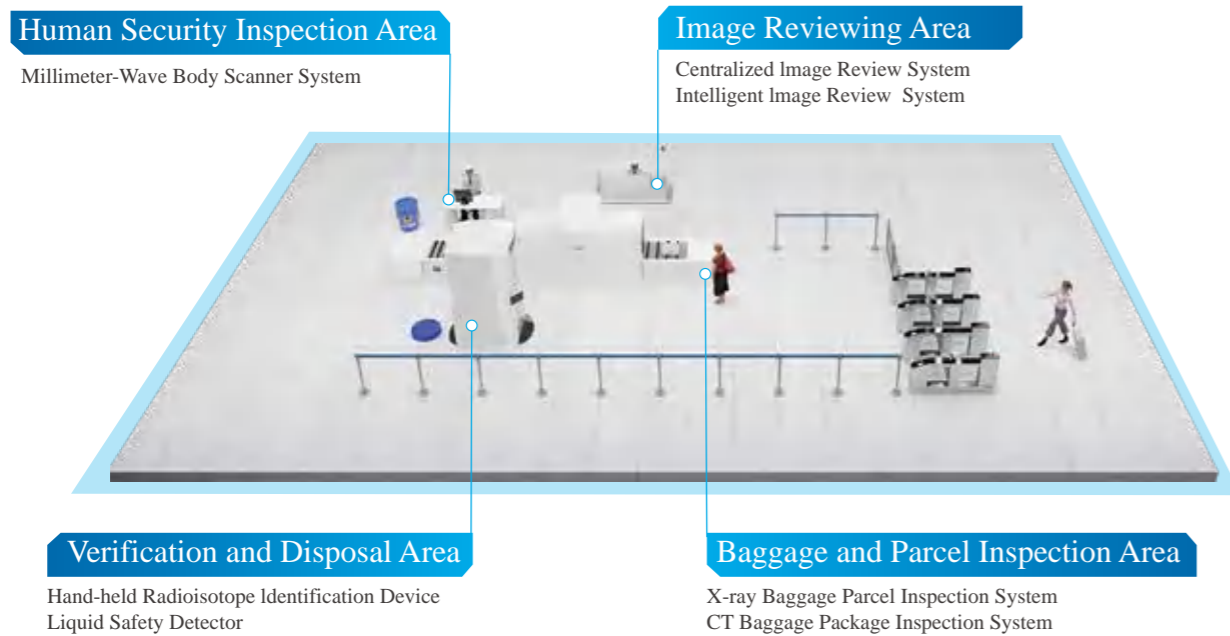 Human Security Inspection Area
Millimeter-Wave Body Scanner System
Image Reviewing Area
Centralized lmage Review System
Intelligent lmage Review System
Verification and Disposal Area
Hand-held Radioisotope ldentification Device
Liquid Safety Detector
Baggage and Parcel Inspection Area
X-ray Baggage Parcel Inspection System
CT Baggage Package Inspection System